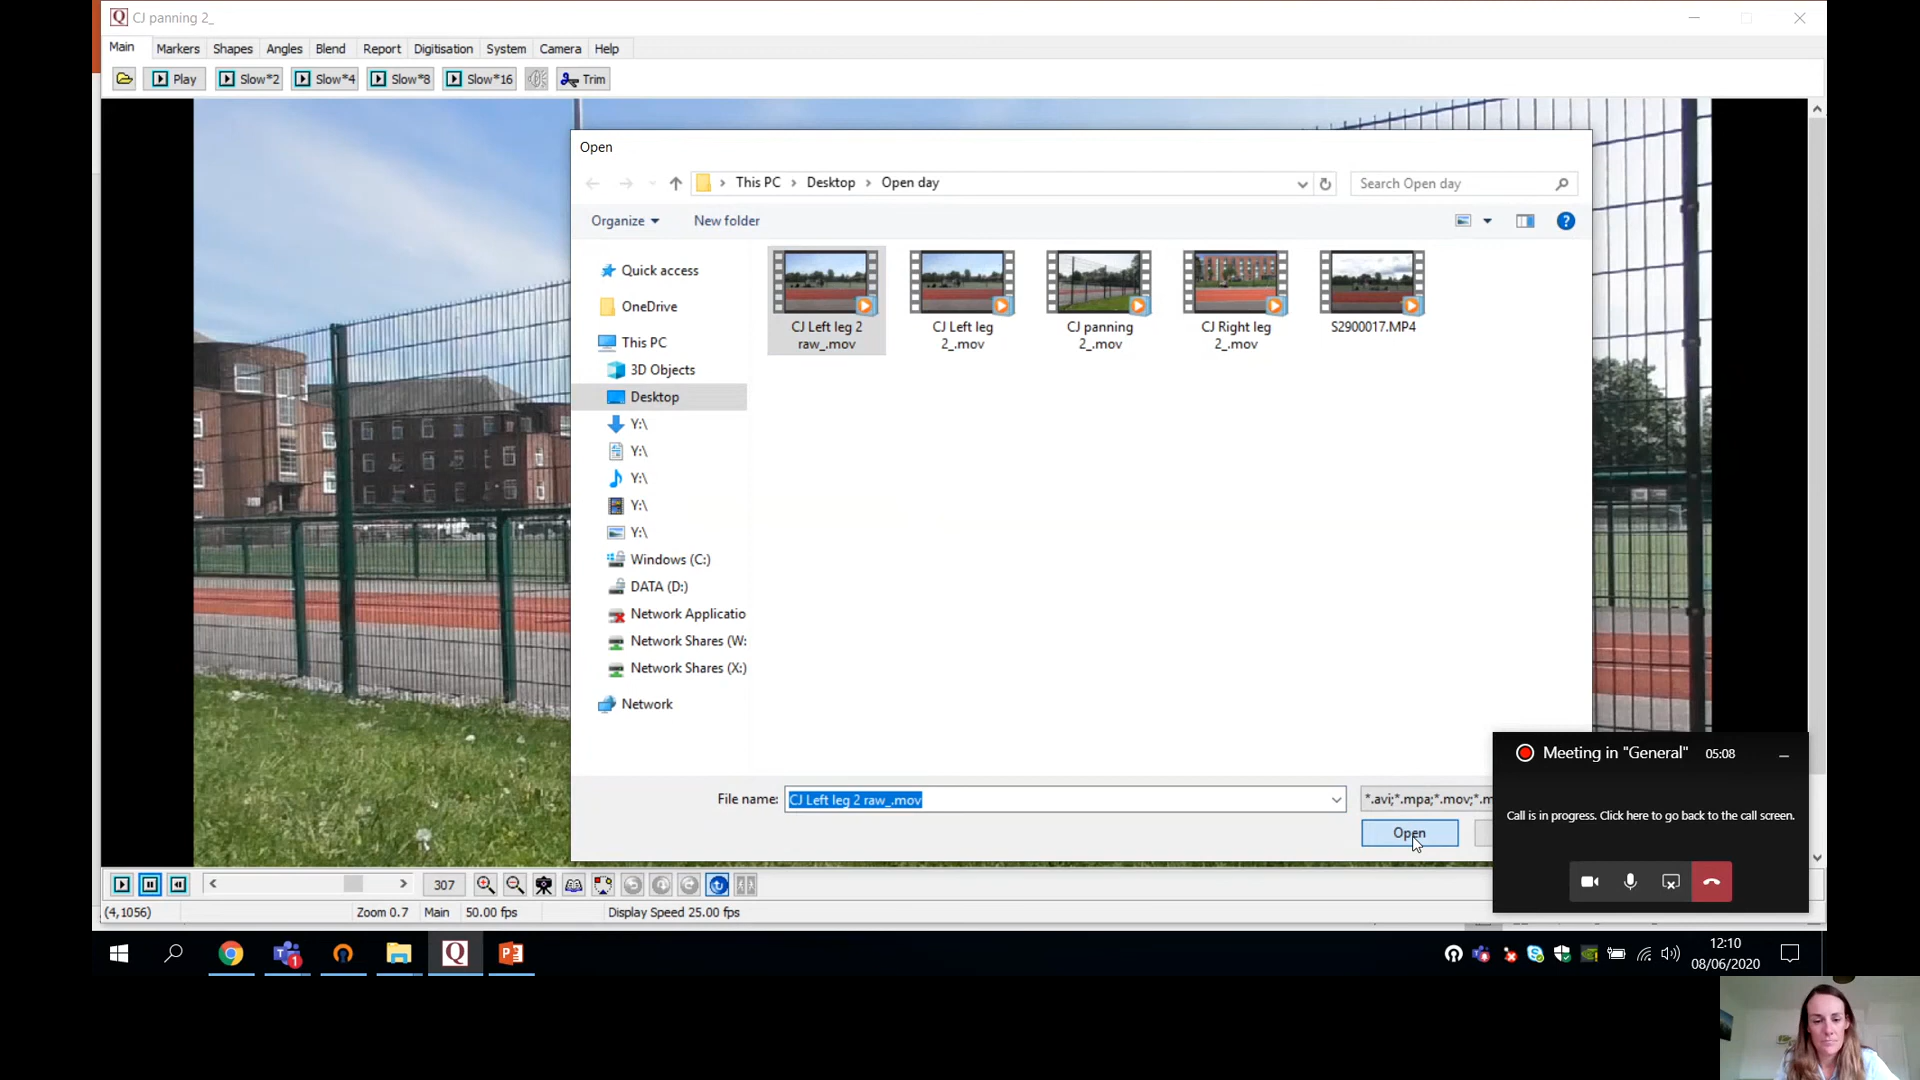 CJ panning 2_
Main Markers Shapes Angles Blend Report Digitisation System Camera Help
Play Slow*2 Slow*4 Slow*8 Slow*16 Trim
Open
This PC Desktop Open day
Search Open day
Organize New folder
Quick access
OneDrive
This PC
3D Objects
Desktop
Y:\
Y:\
Y:\
Y:\
Y:\
Windows (C:)
DATA (D:)
Network Applicatio
Network Shares (W:
Network Shares (X:)
Network
CJ Left leg 2
raw_.mov
CJ Left leg
2_.mov
CJ panning
2_.mov
CJ Right leg
2_.mov
S2900017.MP4
File name: CJ Left leg 2 raw_.mov
*.avi;*.mpa;*.mov;*.m
Open
Meeting in "General" 05:08
Call is in progress. Click here to go back to the call screen.
307
(4,1056) Zoom 0.7 Main 50.00 fps Display Speed 25.00 fps
12:10
08/06/2020